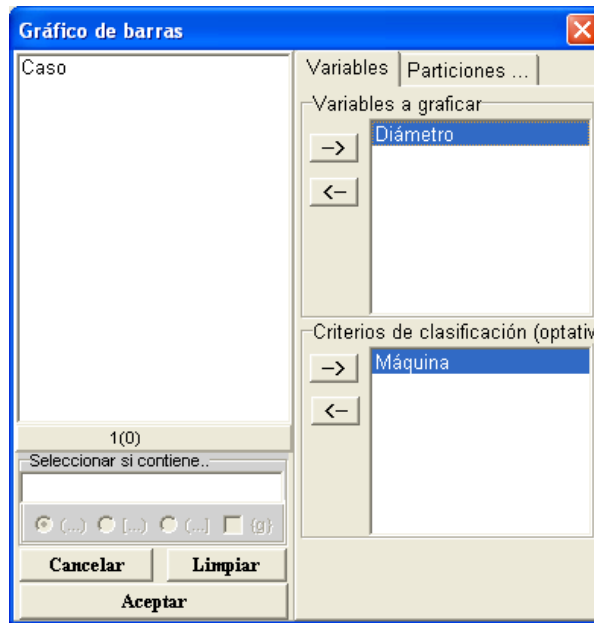 Gráfico de barras
Caso
1(0)
Seleccionar si contiene..
(...) [...) (...] {g}
Cancelar Limpiar
Aceptar
Variables Particiones ...
Variables a graficar
-->
<--
Diámetro
Criterios de clasificación (optativ
-->
<--
Máquina